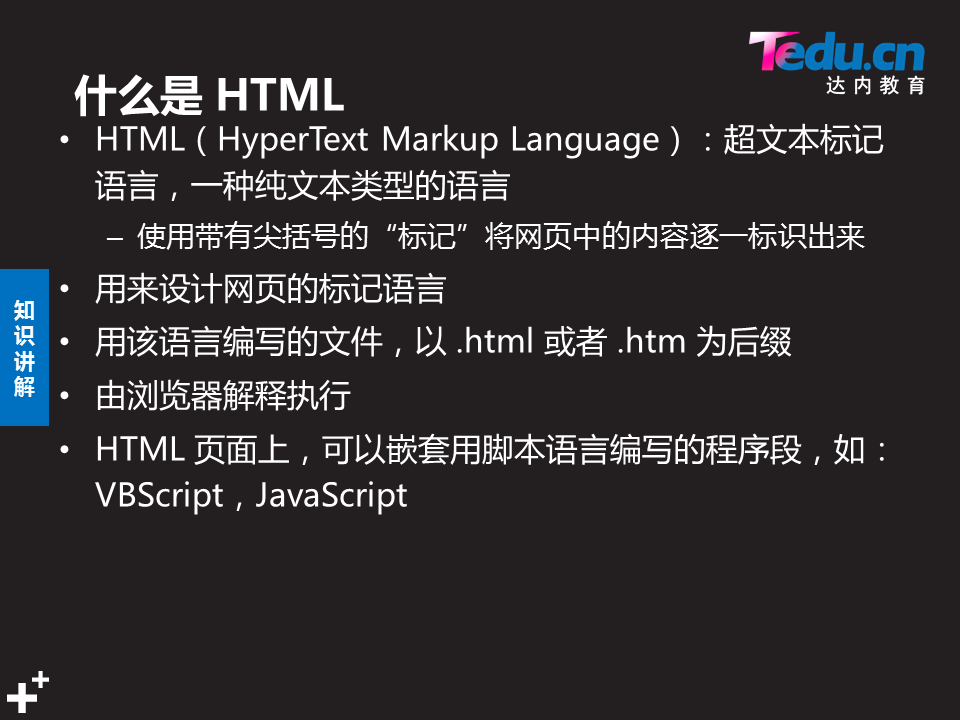 Tedu.cn
达内教育
什么是 HTML
• HTML（HyperText Markup Language）：超文本标记
语言，一种纯文本类型的语言
– 使用带有尖括号的“标记”将网页中的内容逐一标识出来
• 用来设计网页的标记语言
• 用该语言编写的文件，以 .html 或者 .htm 为后缀
• 由浏览器解释执行
• HTML 页面上，可以嵌套用脚本语言编写的程序段，如：
VBScript，JavaScript
知
识
讲
解